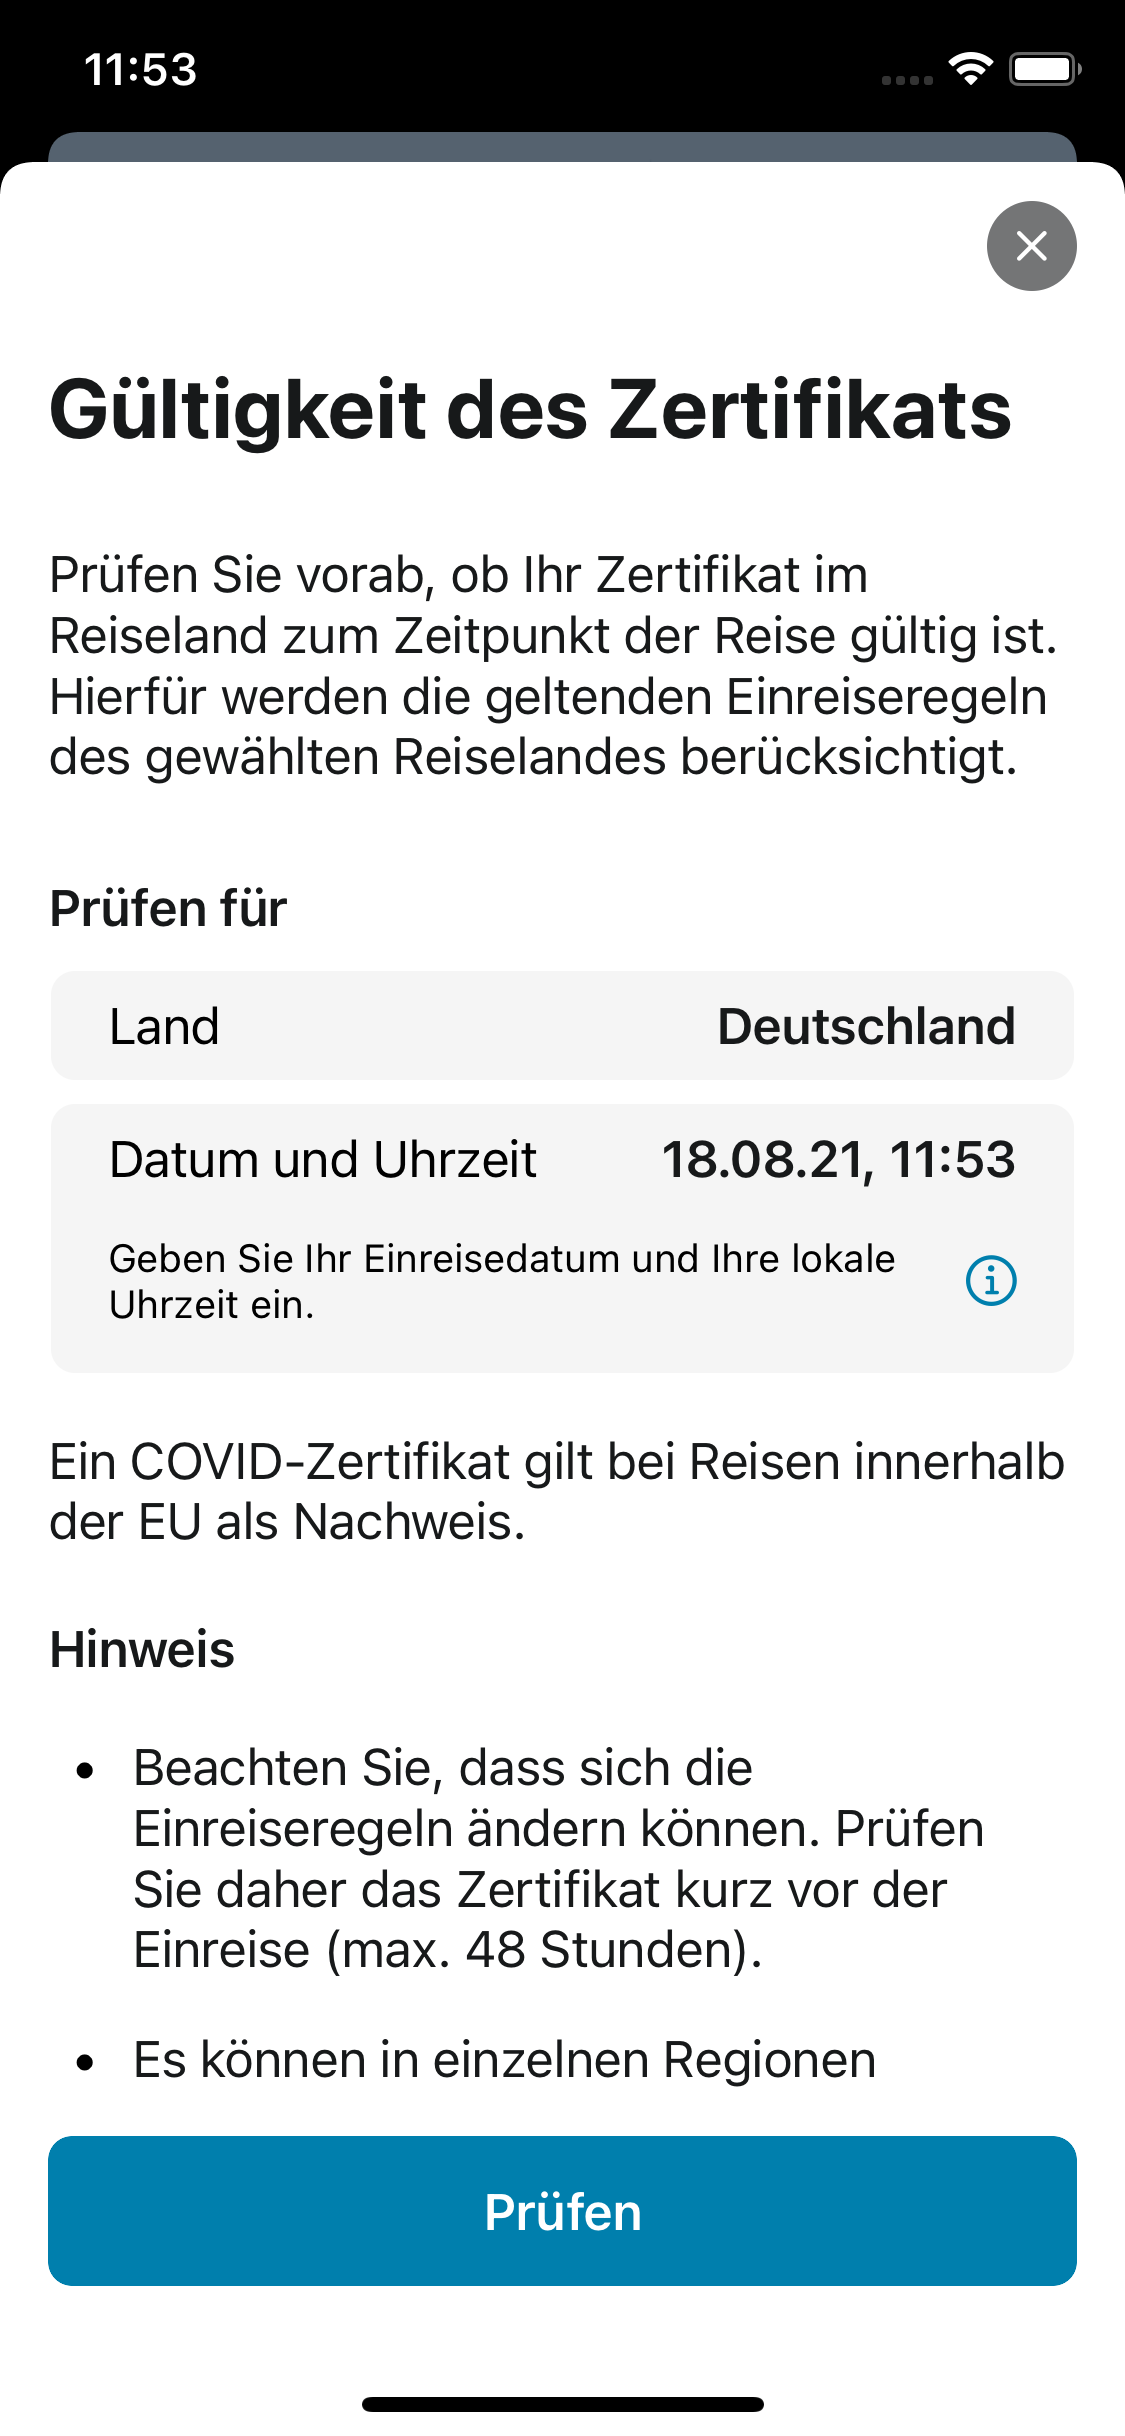 11:53
Gültigkeit des Zertifikats
Prüfen Sie vorab, ob Ihr Zertifikat im
Reiseland zum Zeitpunkt der Reise gültig ist.
Hierfür werden die geltenden Einreiseregeln
des gewählten Reiselandes berücksichtigt.
Prüfen für
Land Deutschland
Datum und Uhrzeit 18.08.21, 11:53
Geben Sie Ihr Einreisedatum und Ihre lokale
Uhrzeit ein.
Ein COVID-Zertifikat gilt bei Reisen innerhalb
der EU als Nachweis.
Hinweis
• Beachten Sie, dass sich die
Einreiseregeln ändern können. Prüfen
Sie daher das Zertifikat kurz vor der
Einreise (max. 48 Stunden).
• Es können in einzelnen Regionen
Prüfen